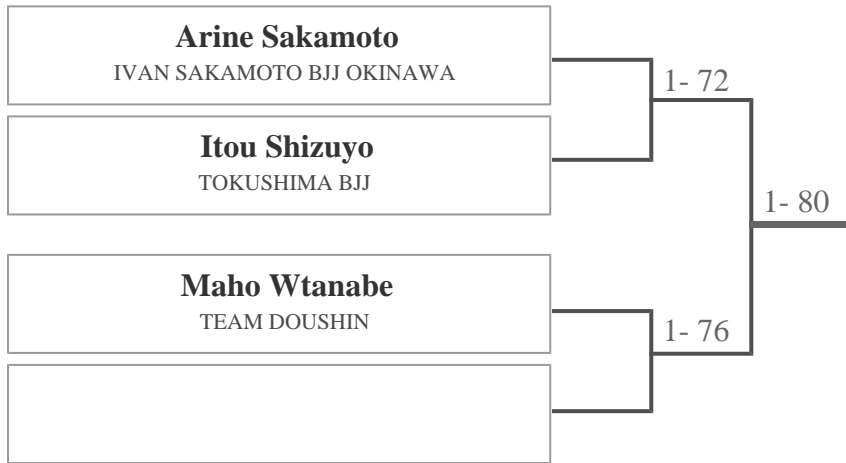 Arine Sakamoto
IVAN SAKAMOTO BJJ OKINAWA
1- 72
Itou Shizuyo
TOKUSHIMA BJJ
1- 80
Maho Wtanabe
TEAM DOUSHIN
1- 76